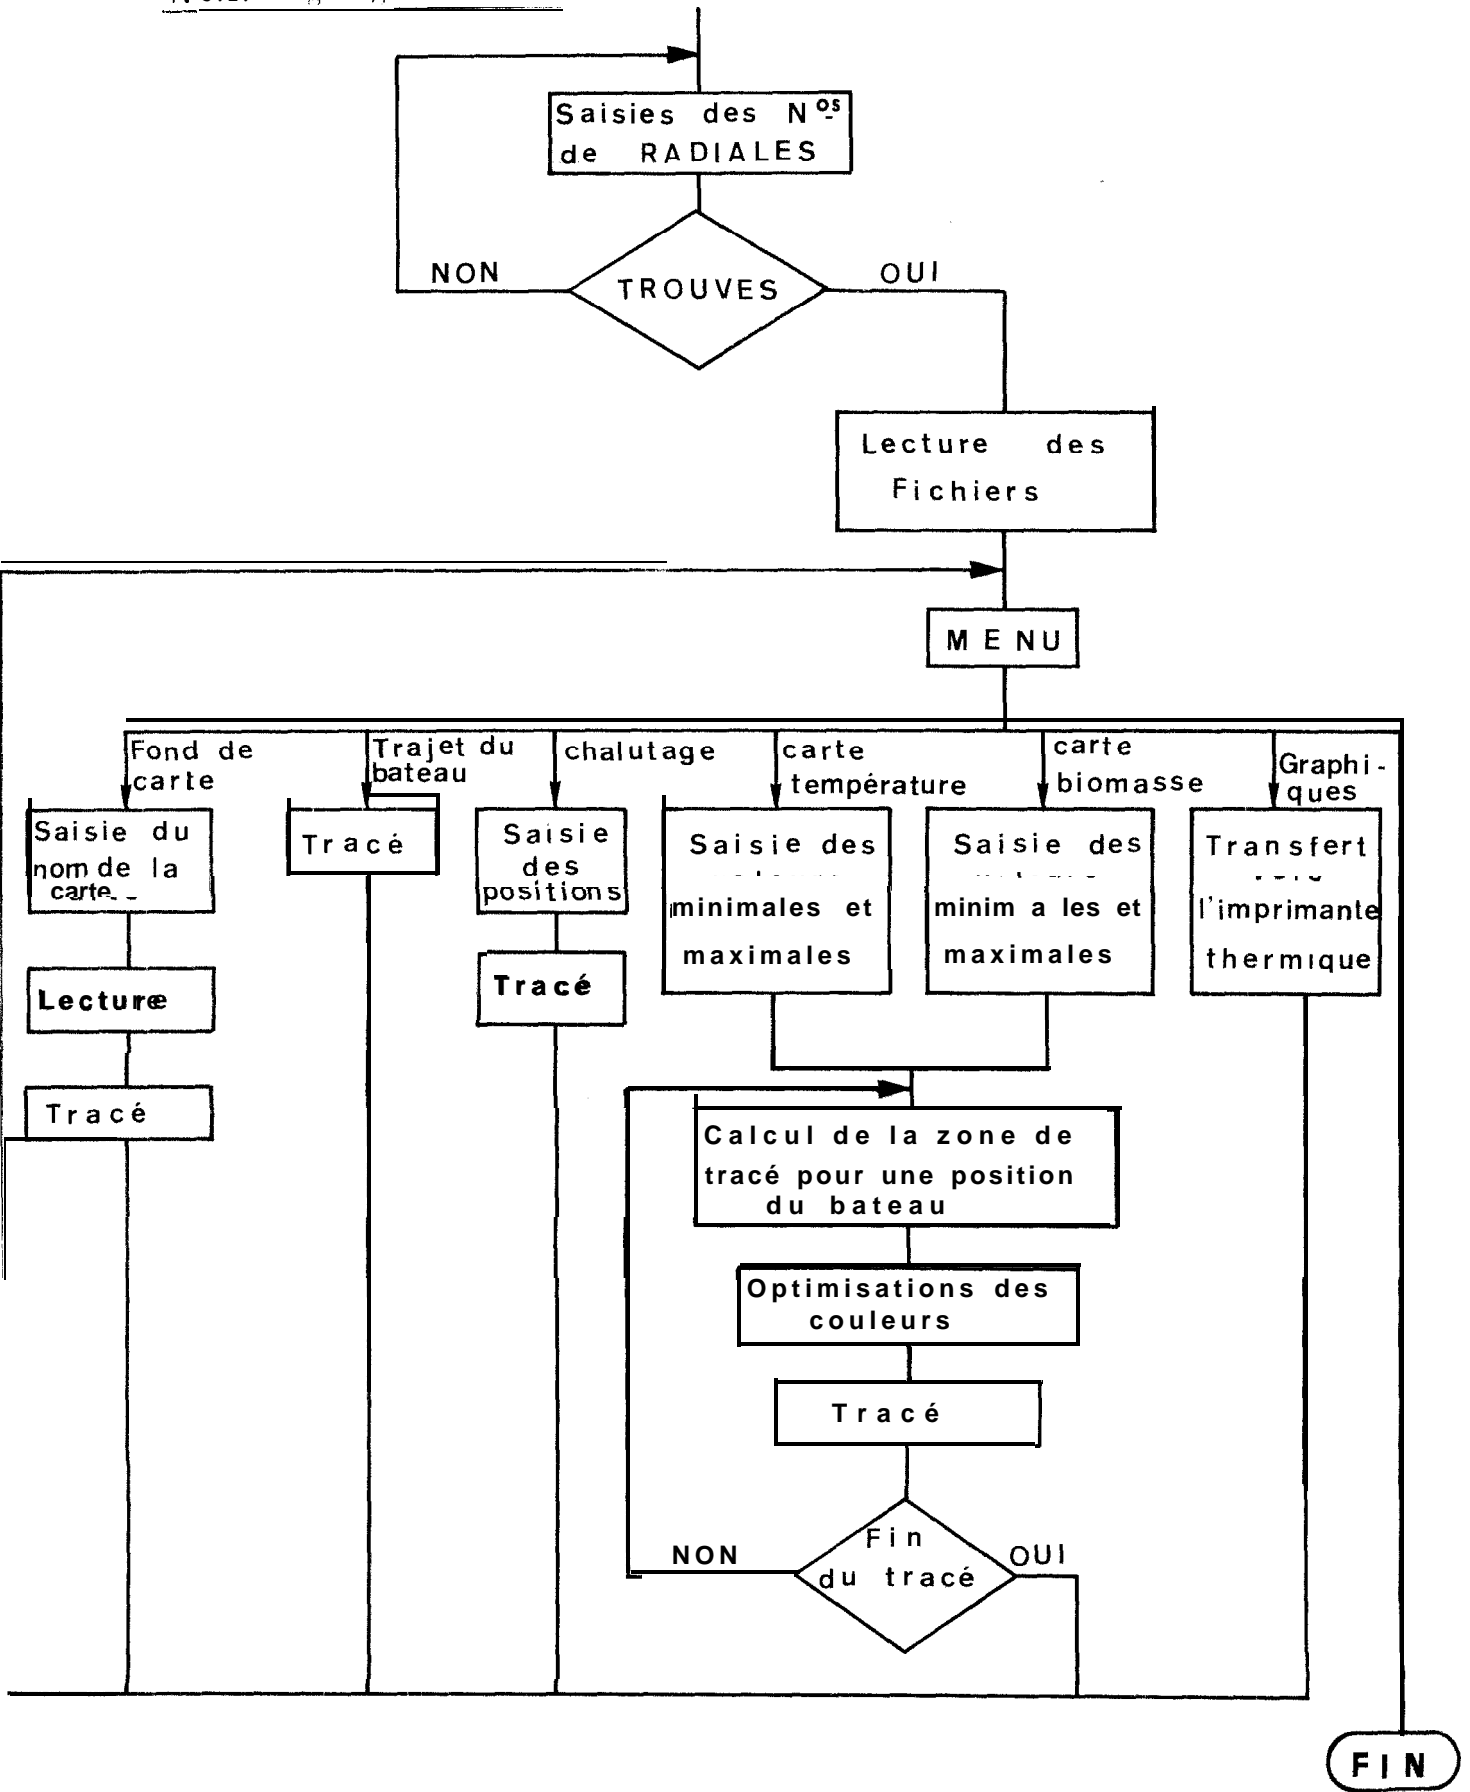 Saisies des Nos
de RADIALES
NON
TROUVES
OUI
Lecture des
Fichiers
MENU
Fond de
carte
Trajet du
bateau
chalutage
carte
température
carte
biomasse
Graphi-
ques
Saisie du
nom de la
carte
Tracé
Saisie
des
positions
Saisie des
minimales et
maximales
Saisie des
minim a les et
maximales
Transfert
l'imprimante
thermique
Lecture
Tracé
Tracé
Calcul de la zone de
tracé pour une position
du bateau
Optimisations des
couleurs
Tracé
NON
Fin
du tracé
OUI
FIN